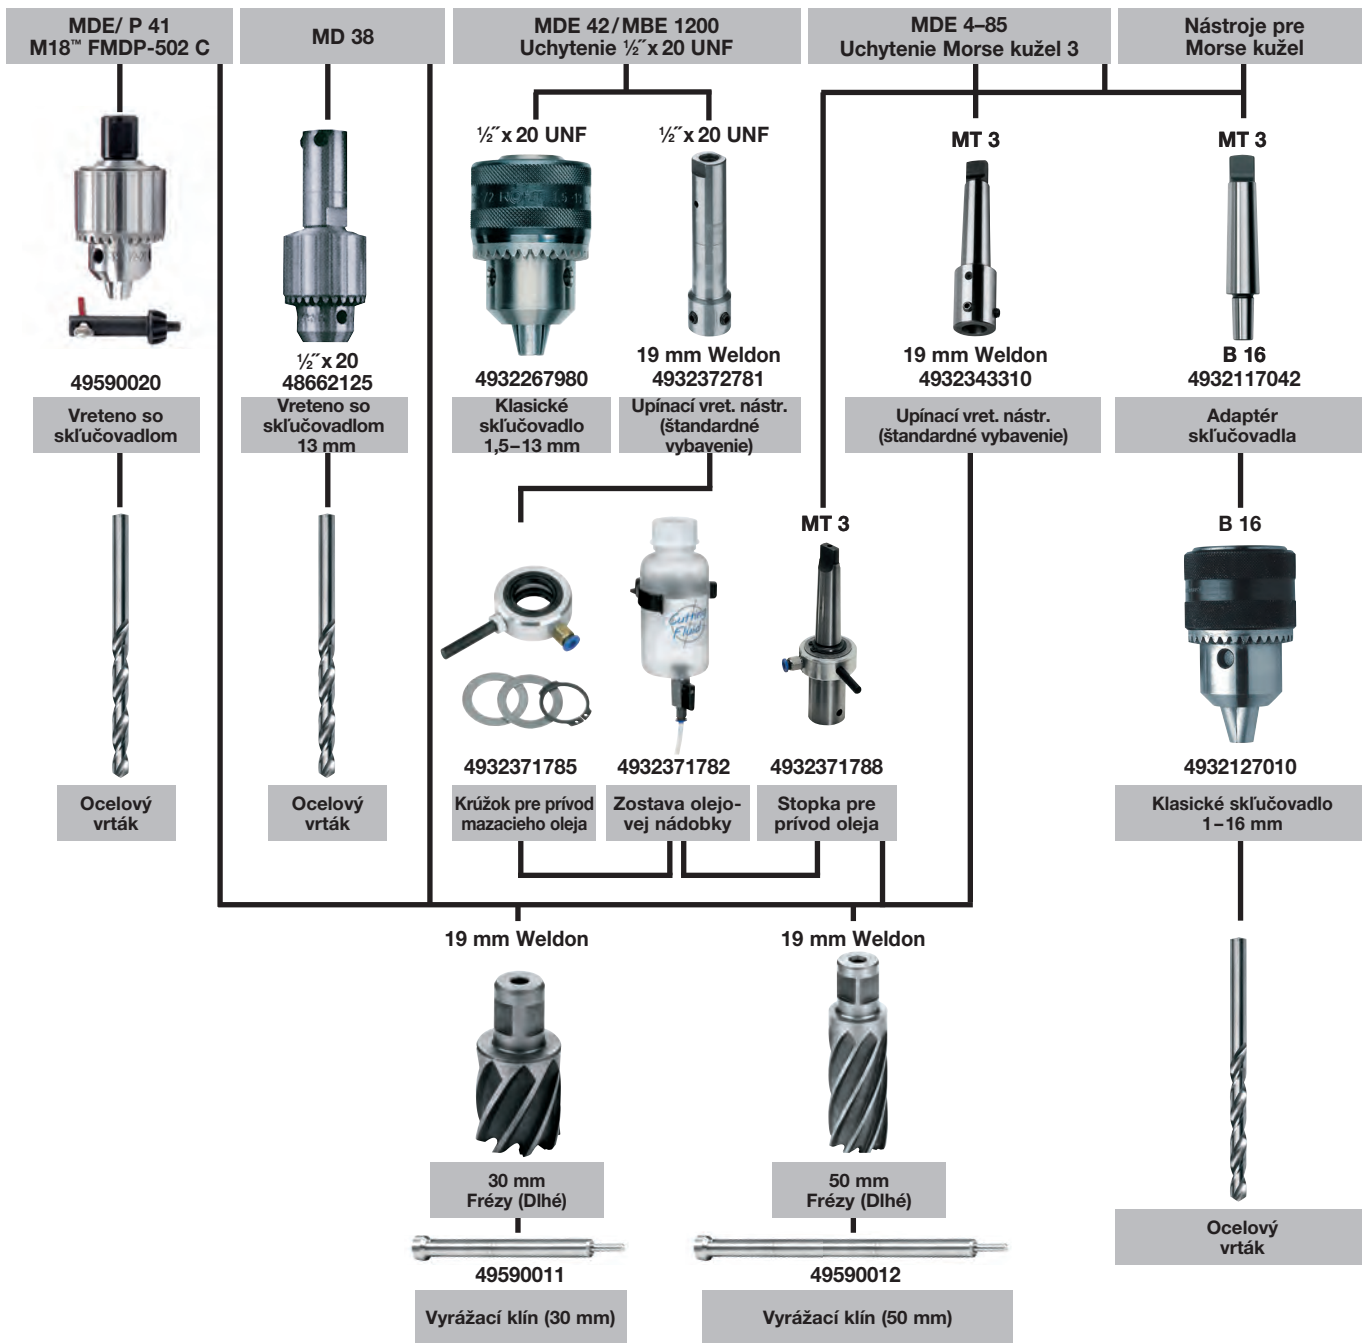 MDE/ P 41
M18™ FMDP-502 C
MD 38
MDE 42/MBE 1200
Uchytenie ½˝x 20 UNF
MDE 4–85
Uchytenie Morse kužel 3
Nástroje pre
Morse kužel
½˝x 20 UNF
½˝x 20 UNF
MT 3
MT 3
½˝x 20
19 mm Weldon
19 mm Weldon
B 16
49590020
48662125
4932267980
4932372781
4932343310
4932117042
Vreteno so
skľučovadlom
Vreteno so
skľučovadlom
13 mm
Klasické
skľučovadlo
1,5–13 mm
Upínací vret. nástr.
(štandardné
vybavenie)
Upínací vret. nástr.
(štandardné vybavenie)
Adaptér
skľučovadla
MT 3
B 16
Cutting
Fluid
4932371785
4932371782
4932371788
4932127010
Ocelový
vrták
Ocelový
vrták
Krúžok pre prívod
mazacieho oleja
Zostava olejo-
vej nádobky
Stopka pre
prívod oleja
Klasické skľučovadlo
1–16 mm
19 mm Weldon
19 mm Weldon
30 mm
Frézy (Dlhé)
50 mm
Frézy (Dlhé)
Ocelový
vrták
49590011
49590012
Vyrážací klín (30 mm)
Vyrážací klín (50 mm)